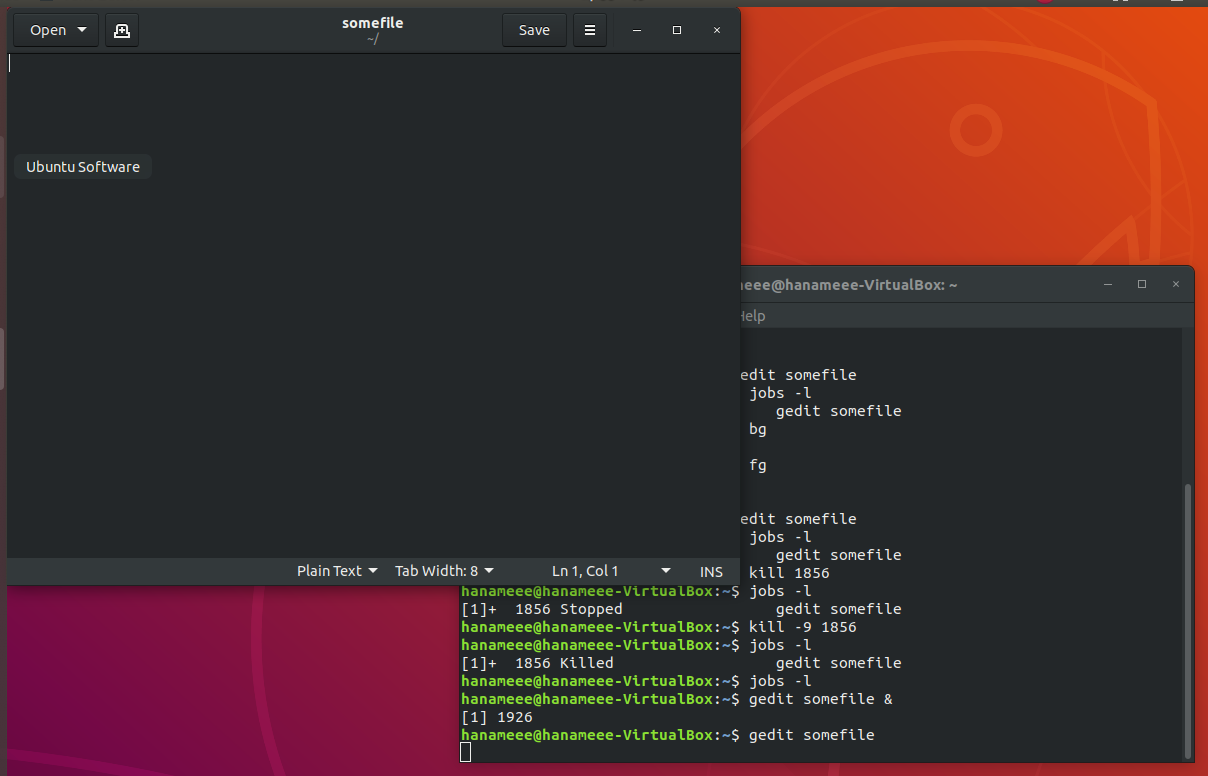 Open
somefile
~/
Save
Ubuntu Software
Plain Text
Tab Width: 8
Ln 1, Col 1
INS
@hanameee-VirtualBox: ~
Help
gedit somefile
jobs -l
gedit somefile
bg
fg
gedit somefile
jobs -l
gedit somefile
kill 1856
hanameee@hanameee-VirtualBox:~$ jobs -l
[1]+  1856 Stopped                 gedit somefile
hanameee@hanameee-VirtualBox:~$ kill -9 1856
hanameee@hanameee-VirtualBox:~$ jobs -l
[1]+  1856 Killed                  gedit somefile
hanameee@hanameee-VirtualBox:~$ jobs -l
hanameee@hanameee-VirtualBox:~$ gedit somefile &
[1] 1926
hanameee@hanameee-VirtualBox:~$ gedit somefile